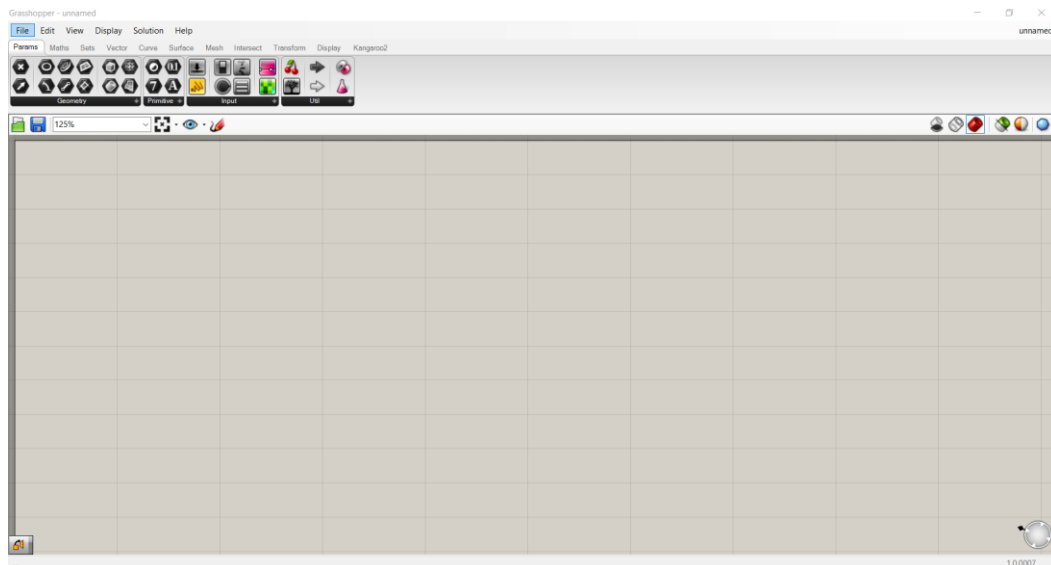 Grasshopper - unnamed
File Edit View Display Solution Help unnamed
Params Maths Sets Vector Curve Surface Mesh Intersect Transform Display Kangaroo2
Geometry Primitive Input Util
125%
1.0.0007